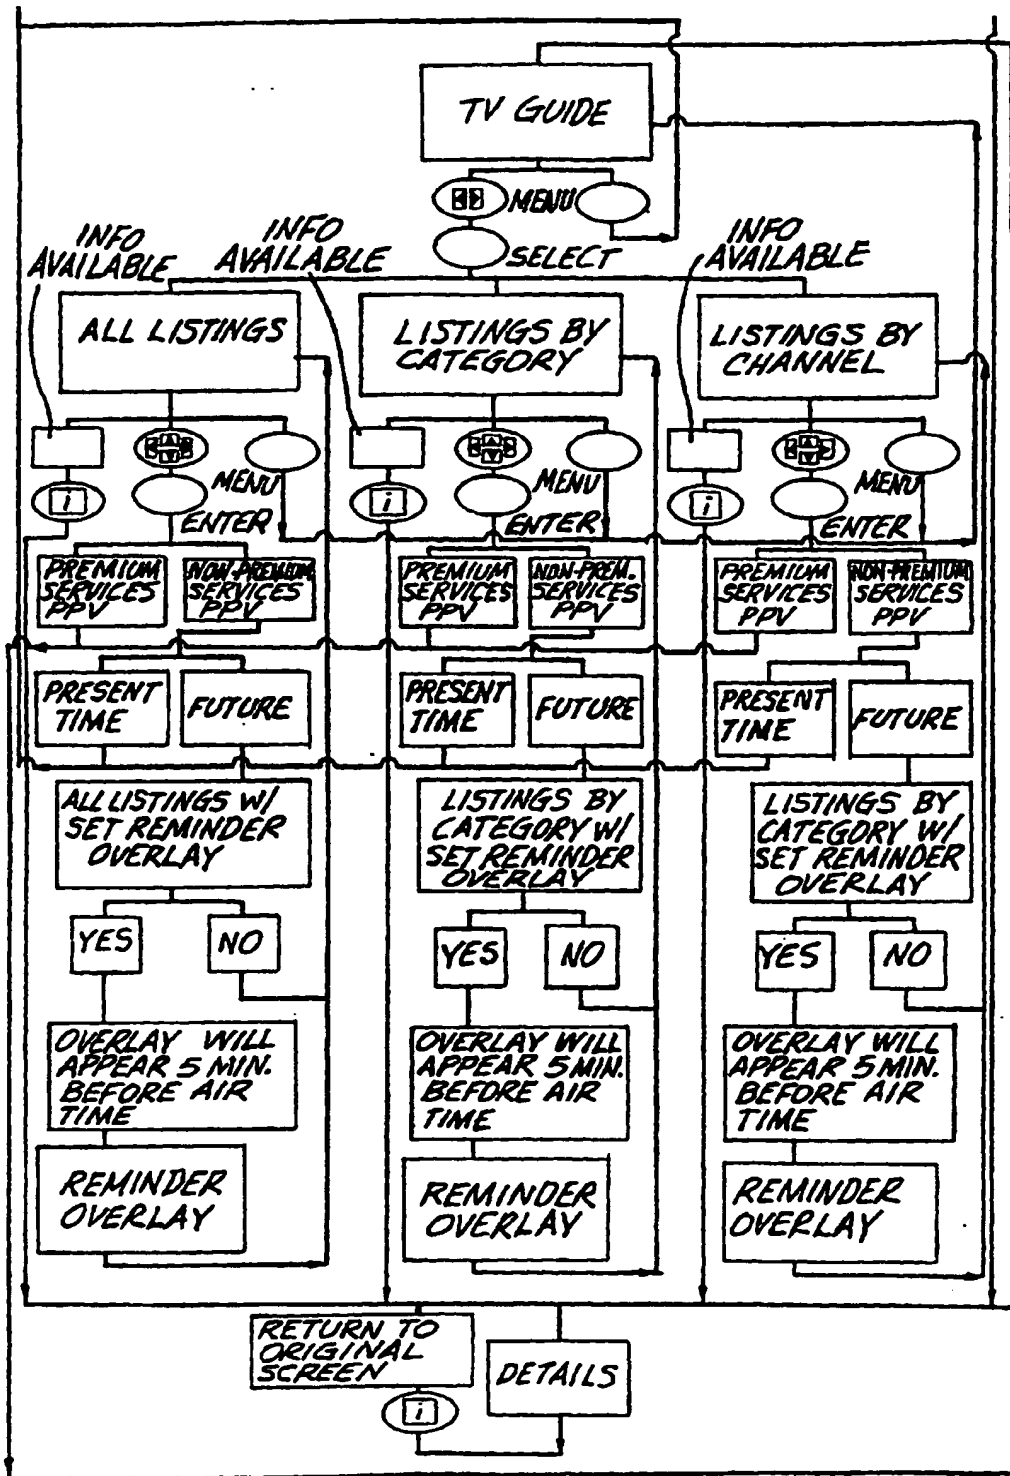 TV GUIDE
MENU
SELECT
INFO
AVAILABLE
INFO
AVAILABLE
INFO
AVAILABLE
ALL LISTINGS
LISTINGS BY
CATEGORY
LISTINGS BY
CHANNEL
i
MENU
ENTER
i
MENU
ENTER
i
MENU
ENTER
PREMIUM
SERVICES
PPV
NON-PREMIUM
SERVICES
PPV
PREMIUM
SERVICES
PPV
NON-PREM.
SERVICES
PPV
PREMIUM
SERVICES
PPV
NON-PREMIUM
SERVICES
PPV
PRESENT
TIME
FUTURE
PRESENT
TIME
FUTURE
PRESENT
TIME
FUTURE
ALL LISTINGS W/
SET REMINDER
OVERLAY
LISTINGS BY
CATEGORY W/
SET REMINDER
OVERLAY
LISTINGS BY
CATEGORY W/
SET REMINDER
OVERLAY
YES
NO
YES
NO
YES
NO
OVERLAY WILL
APPEAR 5 MIN.
BEFORE AIR
TIME
OVERLAY WILL
APPEAR 5 MIN.
BEFORE AIR
TIME
OVERLAY WILL
APPEAR 5 MIN.
BEFORE AIR
TIME
REMINDER
OVERLAY
REMINDER
OVERLAY
REMINDER
OVERLAY
RETURN TO
ORIGINAL
SCREEN
i
DETAILS